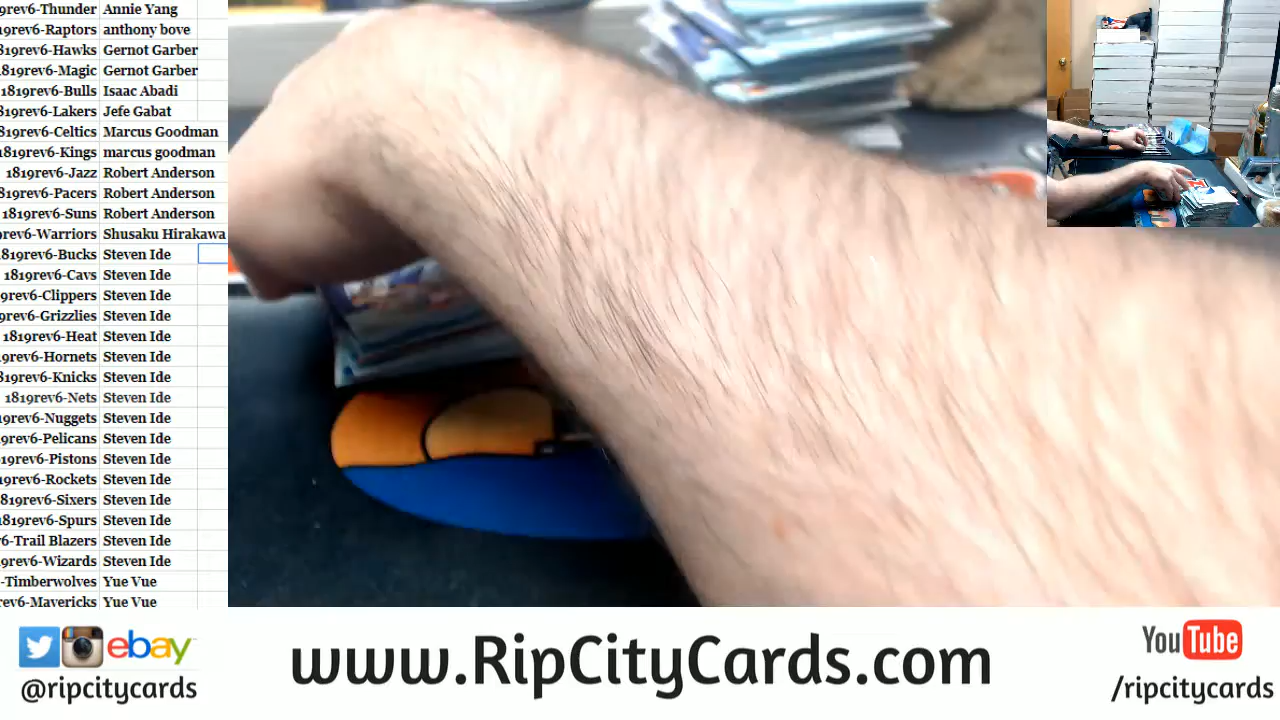 9rev6-Thunder Annie Yang
19rev6-Raptors anthony bove
9rev6-Hawks Gernot Garber
1819rev6-Magic Gernot Garber
1819rev6-Bulls Isaac Abadi
819rev6-Lakers Jefe Gabat
819rev6-Celtics Marcus Goodman
819rev6-Kings marcus goodman
1819rev6-Jazz Robert Anderson
819rev6-Pacers Robert Anderson
1819rev6-Suns Robert Anderson
rev6-Warriors Shusaku Hirakawa
819rev6-Bucks Steven Ide
1819rev6-Cavs Steven Ide
9rev6-Clippers Steven Ide
9rev6-Grizzlies Steven Ide
1819rev6-Heat Steven Ide
9rev6-Hornets Steven Ide
819rev6-Knicks Steven Ide
1819rev6-Nets Steven Ide
9rev6-Nuggets Steven Ide
9rev6-Pelicans Steven Ide
19rev6-Pistons Steven Ide
9rev6-Rockets Steven Ide
819rev6-Sixers Steven Ide
1819rev6-Spurs Steven Ide
6-Trail Blazers Steven Ide
9rev6-Wizards Steven Ide
-Timberwolves Yue Vue
rev6-Mavericks Yue Vue
ebay
@ripcitycards
www.RipCityCards.com
YouTube
/ripcitycards